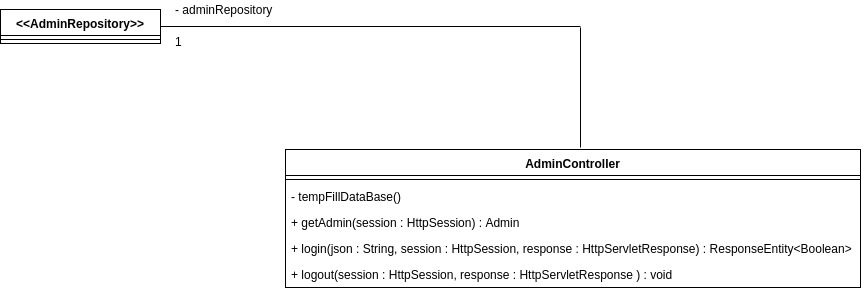 - adminRepository
<<AdminRepository>>
1
AdminController
- tempFillDataBase()
+ getAdmin(session : HttpSession) : Admin
+ login(json : String, session : HttpSession, response : HttpServletResponse) : ResponseEntity<Boolean>
+ logout(session : HttpSession, response : HttpServletResponse ) : void